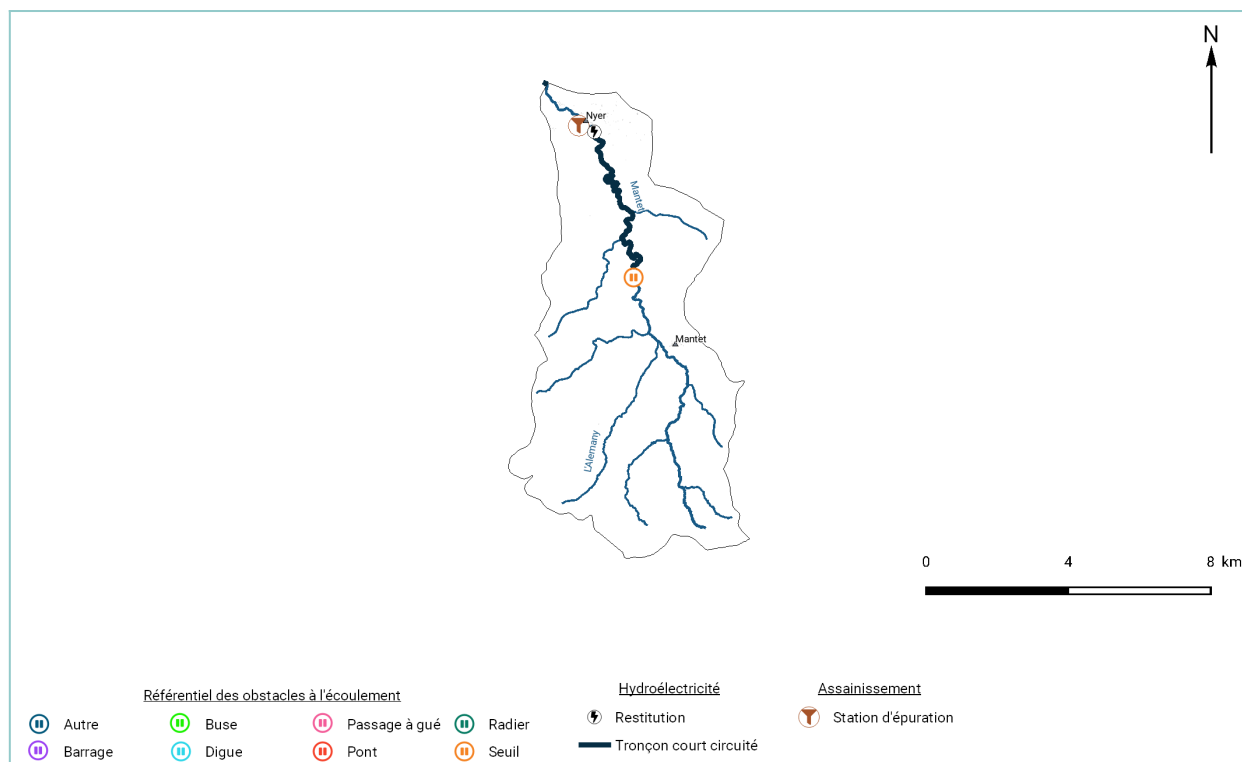 N
Nyer
Mantet
Mantet
L'Alemany
0 4 8 km
Référentiel des obstacles à l'écoulement
Hydroélectricité
Assainissement
Autre
Buse
Passage à gué
Radier
Restitution
Station d'épuration
Barrage
Digue
Pont
Seuil
Tronçon court circuité